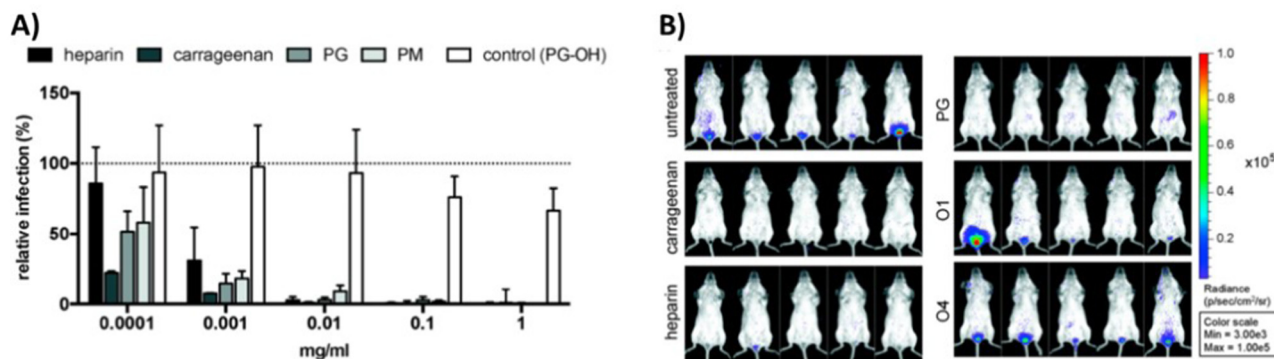 A)
heparin carrageenan PG PM control (PG-OH)
relative infection (%)
150
100
50
0
0.0001 0.001 0.01 0.1 1
mg/ml
B)
untreated
carrageenan
heparin
PG
O1
O4
1.0
0.8
0.6
0.4
0.2
x10⁵
Radiance
(p/sec/cm²/sr)
Color scale
Min = 3.00e3
Max = 1.00e5